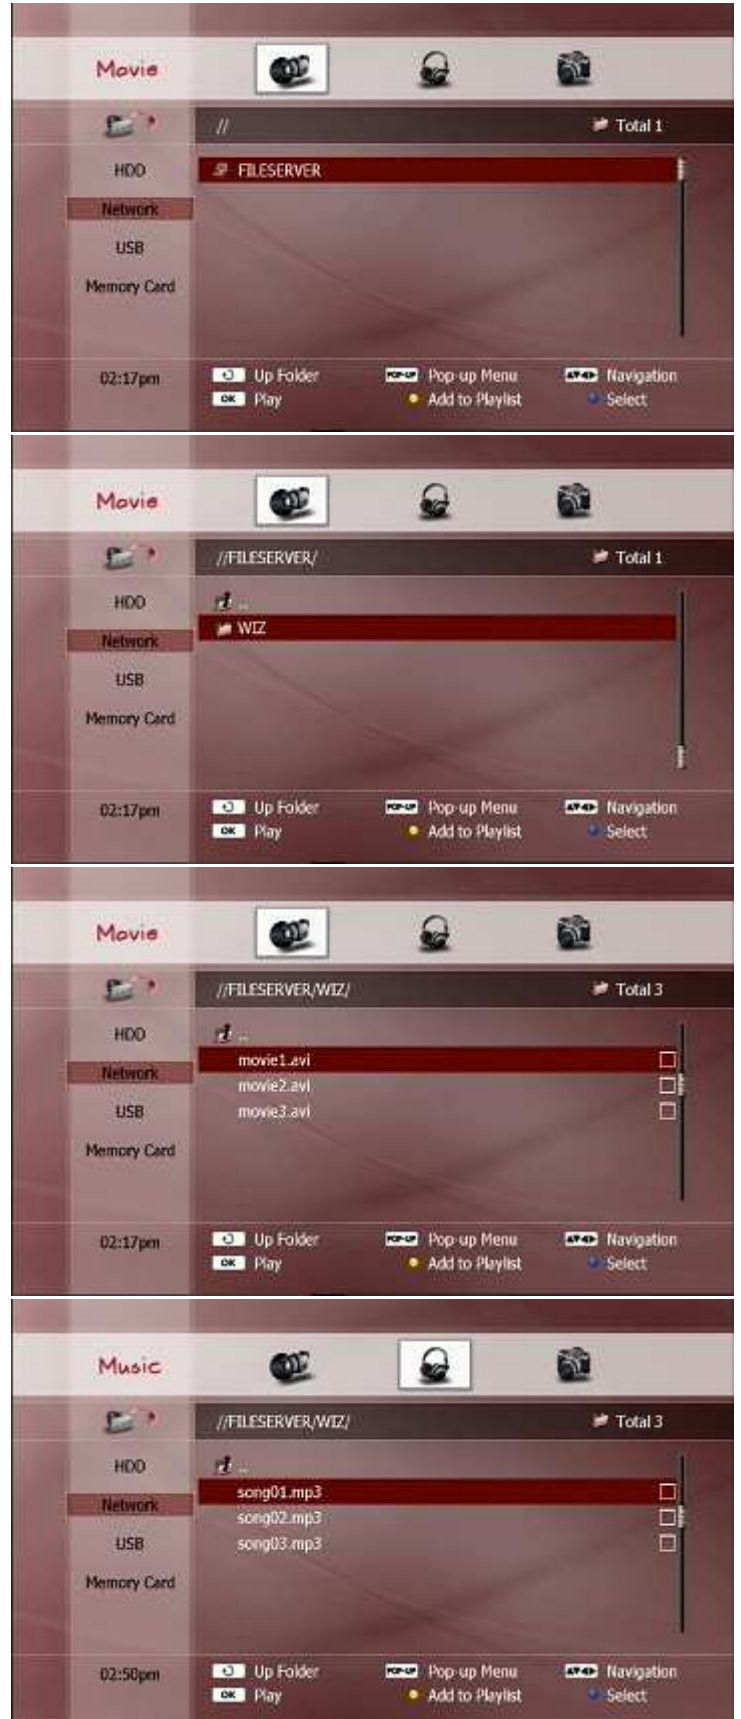 Movie
// Total 1
HDD
FILESERVER
Network
USB
Memory Card
02:17pm
Up Folder POP-UP Pop-up Menu Navigation
OK Play Add to Playlist Select
Movie
//FILESERVER/ Total 1
HDD ..
WIZ
Network
USB
Memory Card
02:17pm
Up Folder POP-UP Pop-up Menu Navigation
OK Play Add to Playlist Select
Movie
//FILESERVER/WIZ/ Total 3
HDD ..
movie1.avi
Network
movie2.avi
USB movie3.avi
Memory Card
02:17pm
Up Folder POP-UP Pop-up Menu Navigation
OK Play Add to Playlist Select
Music
//FILESERVER/WIZ/ Total 3
HDD ..
song01.mp3
Network
song02.mp3
USB song03.mp3
Memory Card
02:50pm
Up Folder POP-UP Pop-up Menu Navigation
OK Play Add to Playlist Select